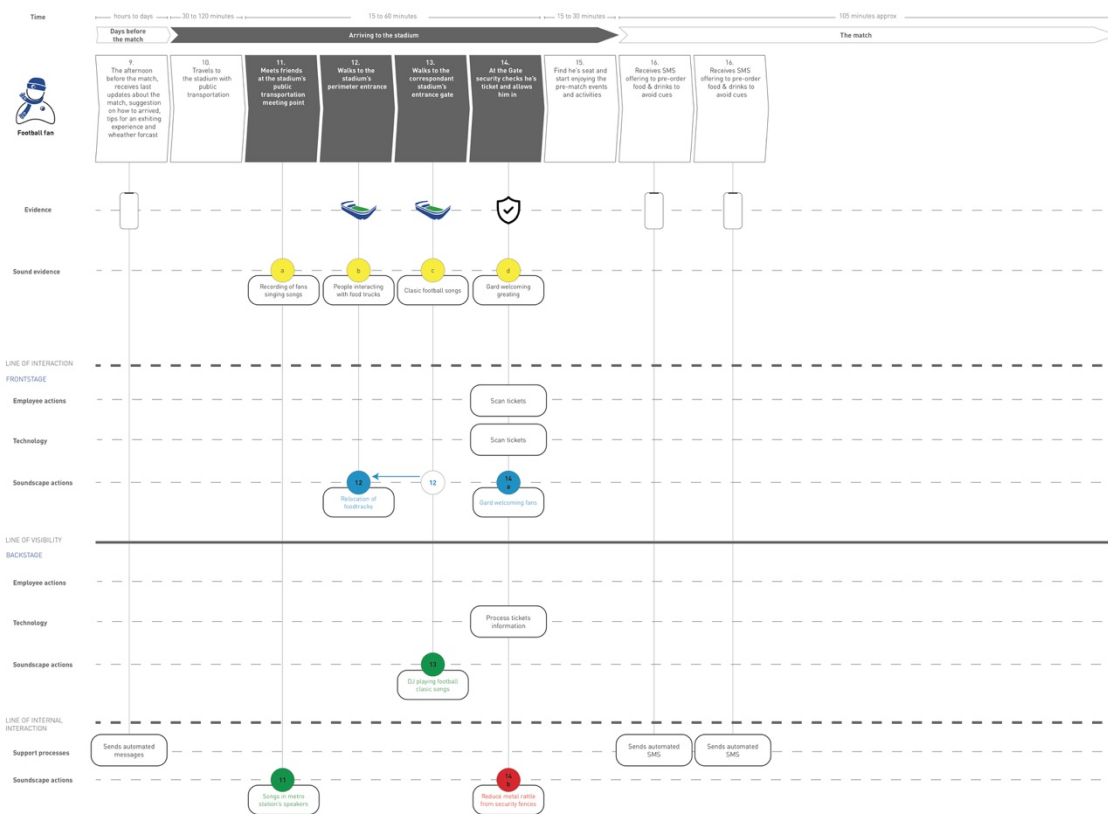 Time
hours to days
30 to 120 minutes
15 to 60 minutes
15 to 30 minutes
105 minutes approx
Days before
the match
Arriving to the stadium
The match
Football fan
9.
The afternoon
before the match,
receives last
updates about the
match, suggestion
on how to arrived,
tips for an exhiting
experience and
wheather forcast
10.
Travels to
the stadium with
public
transportation
11.
Meets friends
at the stadium's
public
transportation
meeting point
12.
Walks to the
stadium's
perimeter entrance
13.
Walks to the
correspondant
stadium's
entrance gate
14.
At the Gate
security checks he's
ticket and allows
him in
15.
Find he's seat and
start enjoying the
pre-match events
and activities
16.
Receives SMS
offering to pre-order
food & drinks to
avoid cues
16.
Receives SMS
offering to pre-order
food & drinks to
avoid cues
Evidence
Sound evidence
a
Recording of fans
singing songs
b
People interacting
with food trucks
c
Clasic football songs
d
Gard welcoming
greating
LINE OF INTERACTION
FRONTSTAGE
Employee actions
Scan tickets
Technology
Scan tickets
Soundscape actions
12
Relocation of
foodtracks
12
14
a
Gard welcoming fans
LINE OF VISIBILITY
BACKSTAGE
Employee actions
Technology
Process tickets
information
Soundscape actions
13
DJ playing football
clasic songs
LINE OF INTERNAL
INTERACTION
Support processes
Sends automated
messages
Sends automated
SMS
Sends automated
SMS
Soundscape actions
11
Songs in metro
station's speakers
14
b
Reduce metal rattle
from security fences